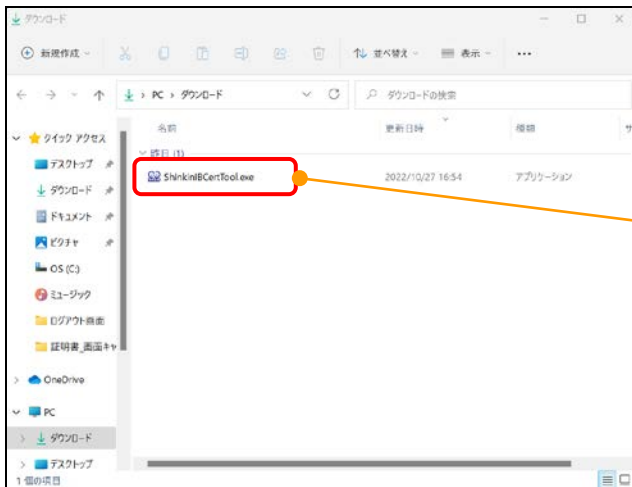 ダウンロード
新規作成
並べ替え
表示
PC > ダウンロード
ダウンロードの検索
名前
更新日時
種類
サ
昨日 (1)
ShinkinIBCertTool.exe
2022/10/27 16:54
アプリケーション
クイック アクセス
デスクトップ
ダウンロード
ドキュメント
ピクチャ
OS (C:)
ミュージック
ログアウト画面
証明書_画面キャ
OneDrive
PC
ダウンロード
デスクトップ
1 個の項目